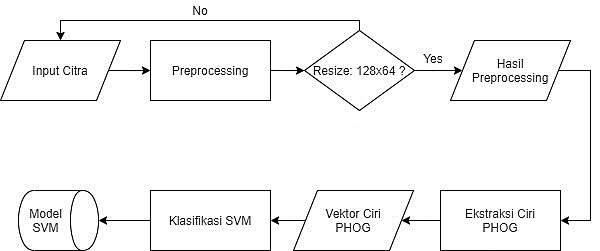 No
Input Citra
Preprocessing
Resize: 128x64 ?
Yes
Hasil
Preprocessing
Model
SVM
Klasifikasi SVM
Vektor Ciri
PHOG
Ekstraksi Ciri
PHOG